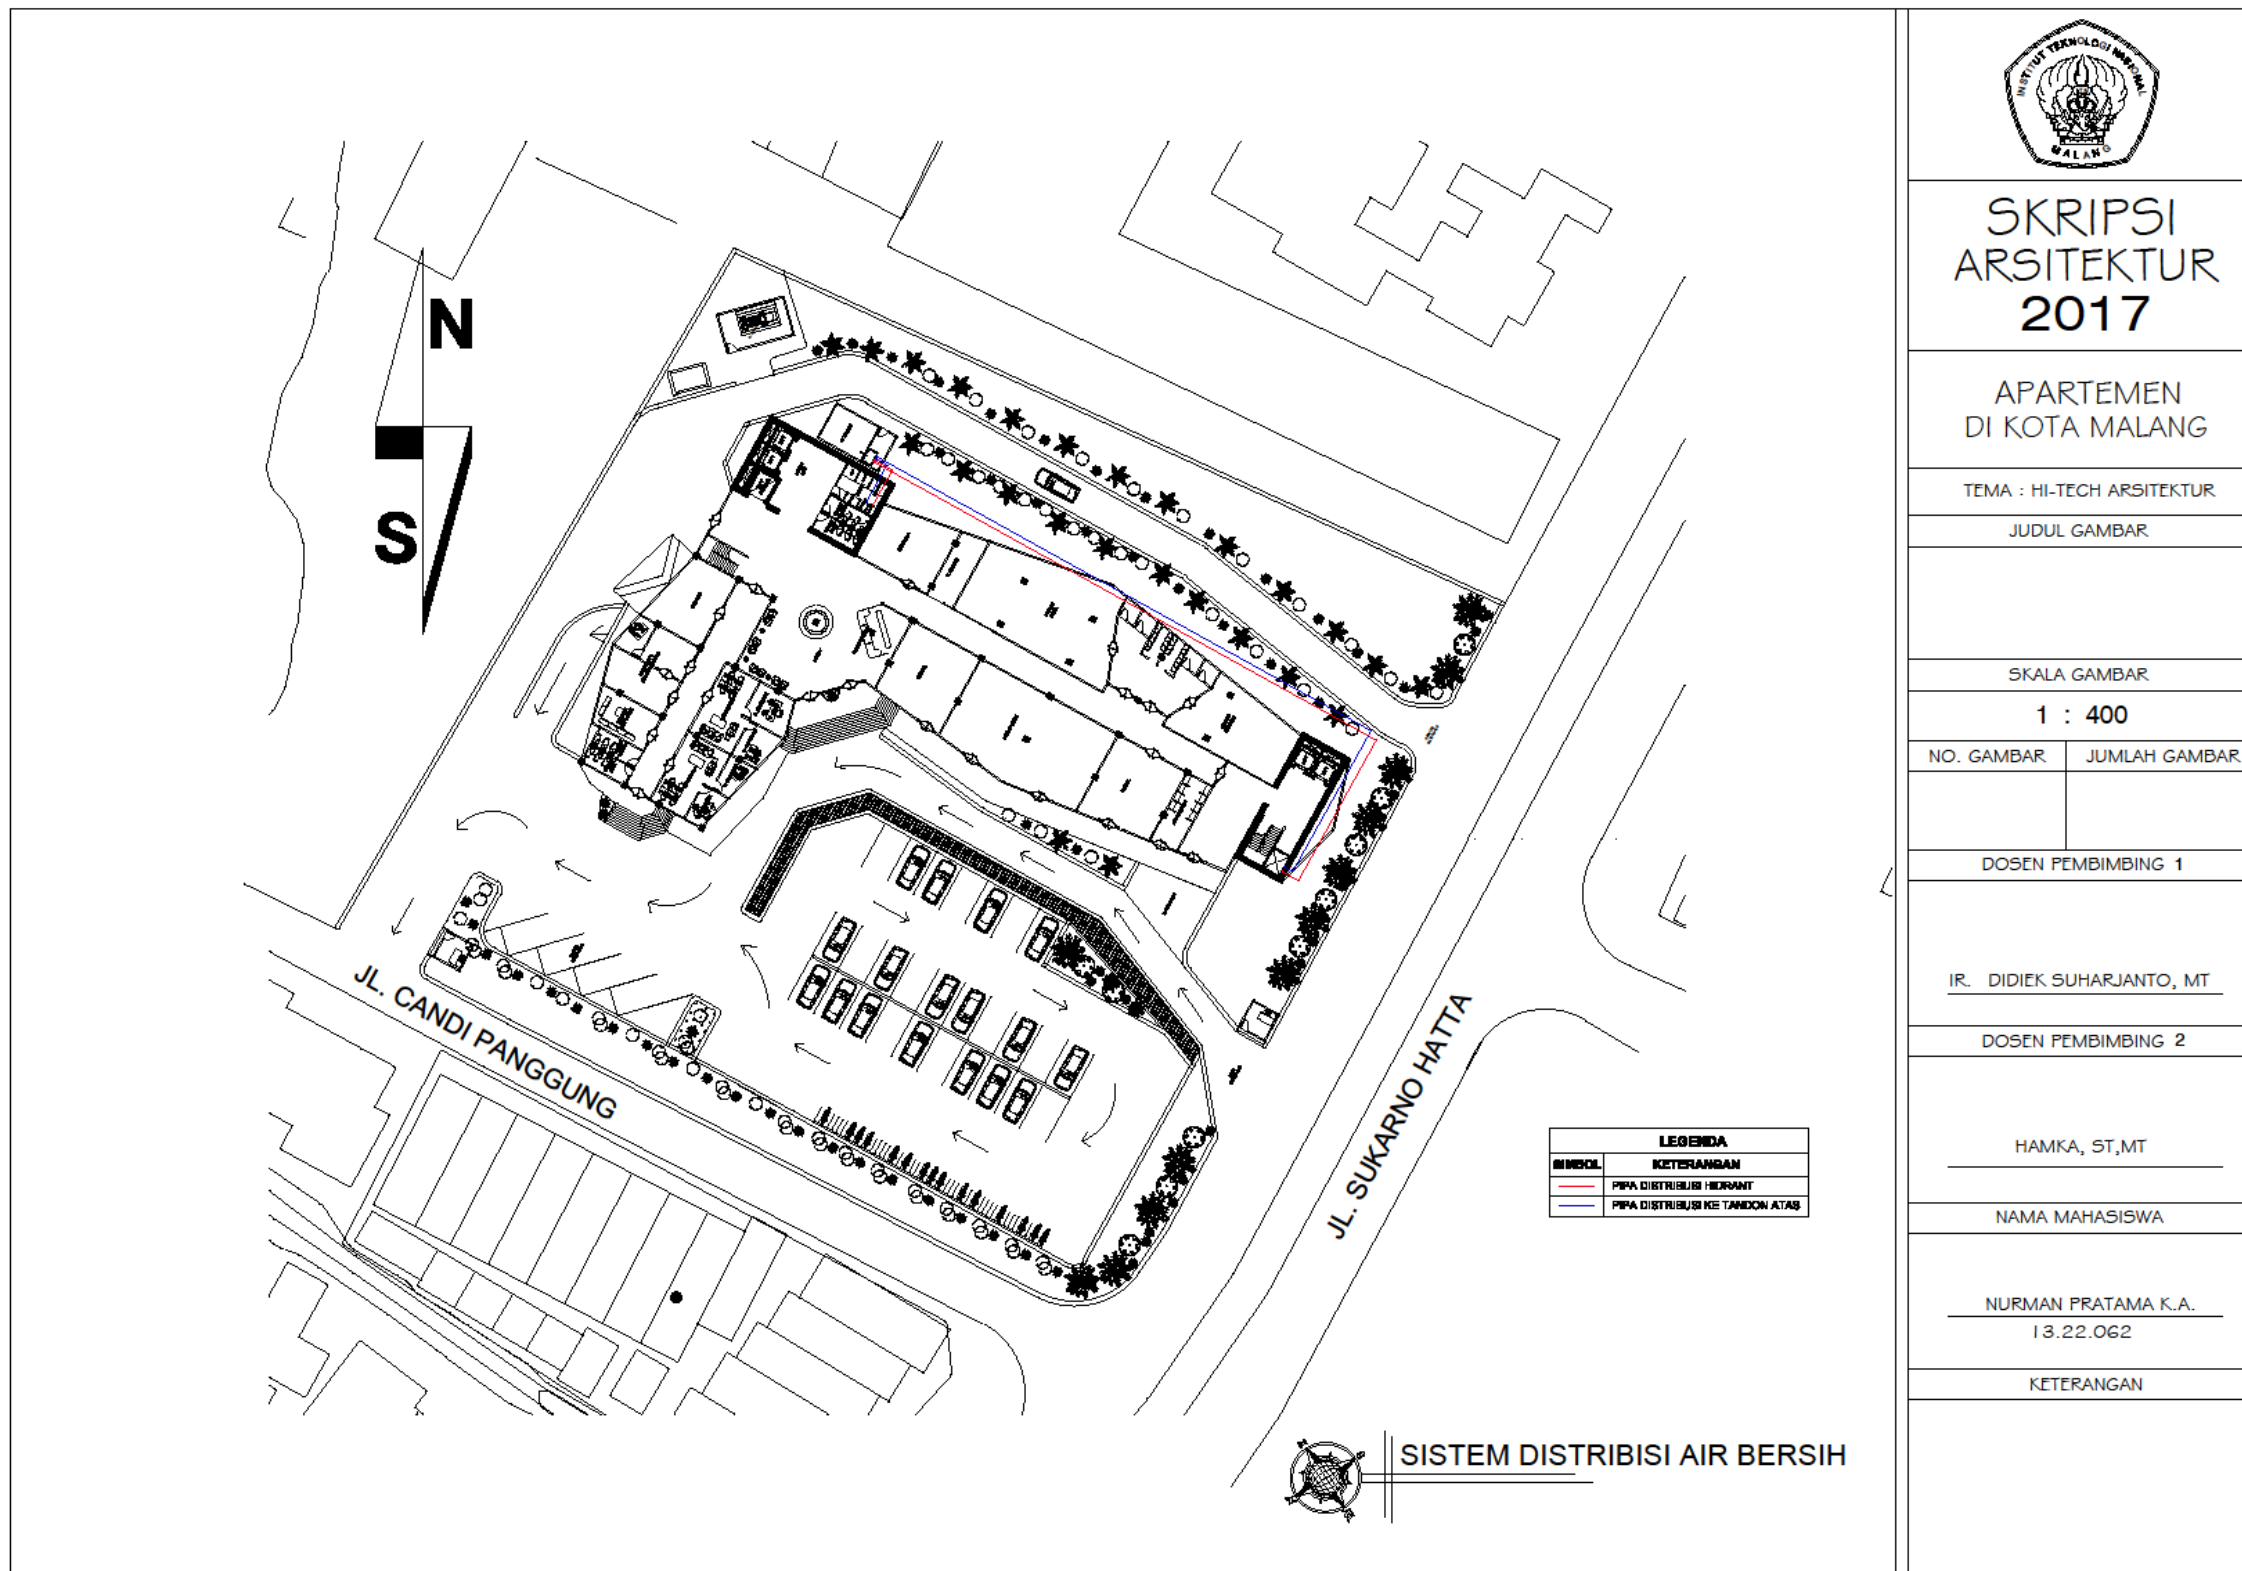 INSTITUT TEKNOLOGI NASIONAL
MALANG
SKRIPSI
ARSITEKTUR
2017
APARTEMEN
DI KOTA MALANG
TEMA : HI-TECH ARSITEKTUR
JUDUL GAMBAR
SKALA GAMBAR
1 : 400
NO. GAMBAR JUMLAH GAMBAR
DOSEN PEMBIMBING 1
IR. DIDIEK SUHARJANTO, MT
DOSEN PEMBIMBING 2
HAMKA, ST,MT
NAMA MAHASISWA
NURMAN PRATAMA K.A.
13.22.062
KETERANGAN
N
S
JL. CANDI PANGGUNG
JL. SUKARNO HATTA
LEGENDA
SIMBOL KETERANGAN
PIPA DISTRIBUSI HIDRANT
PIPA DISTRIBUSI KE TANDON ATAS
SISTEM DISTRIBISI AIR BERSIH